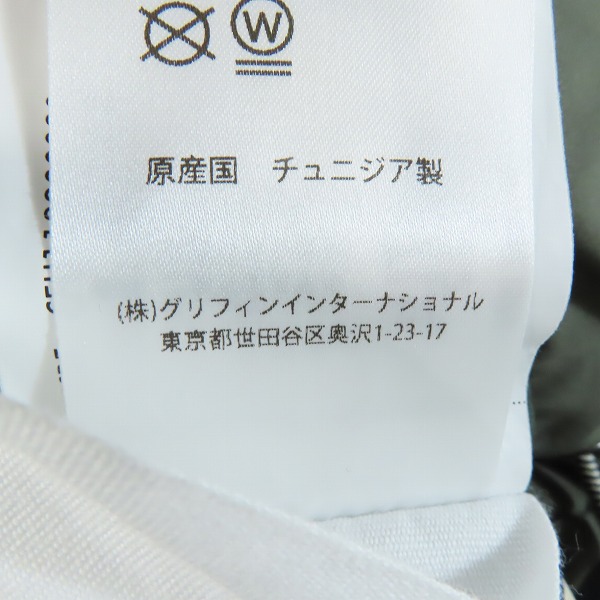 W
原産国 チュニジア製
(株)グリフィンインターナショナル
東京都世田谷区奥沢1-23-17